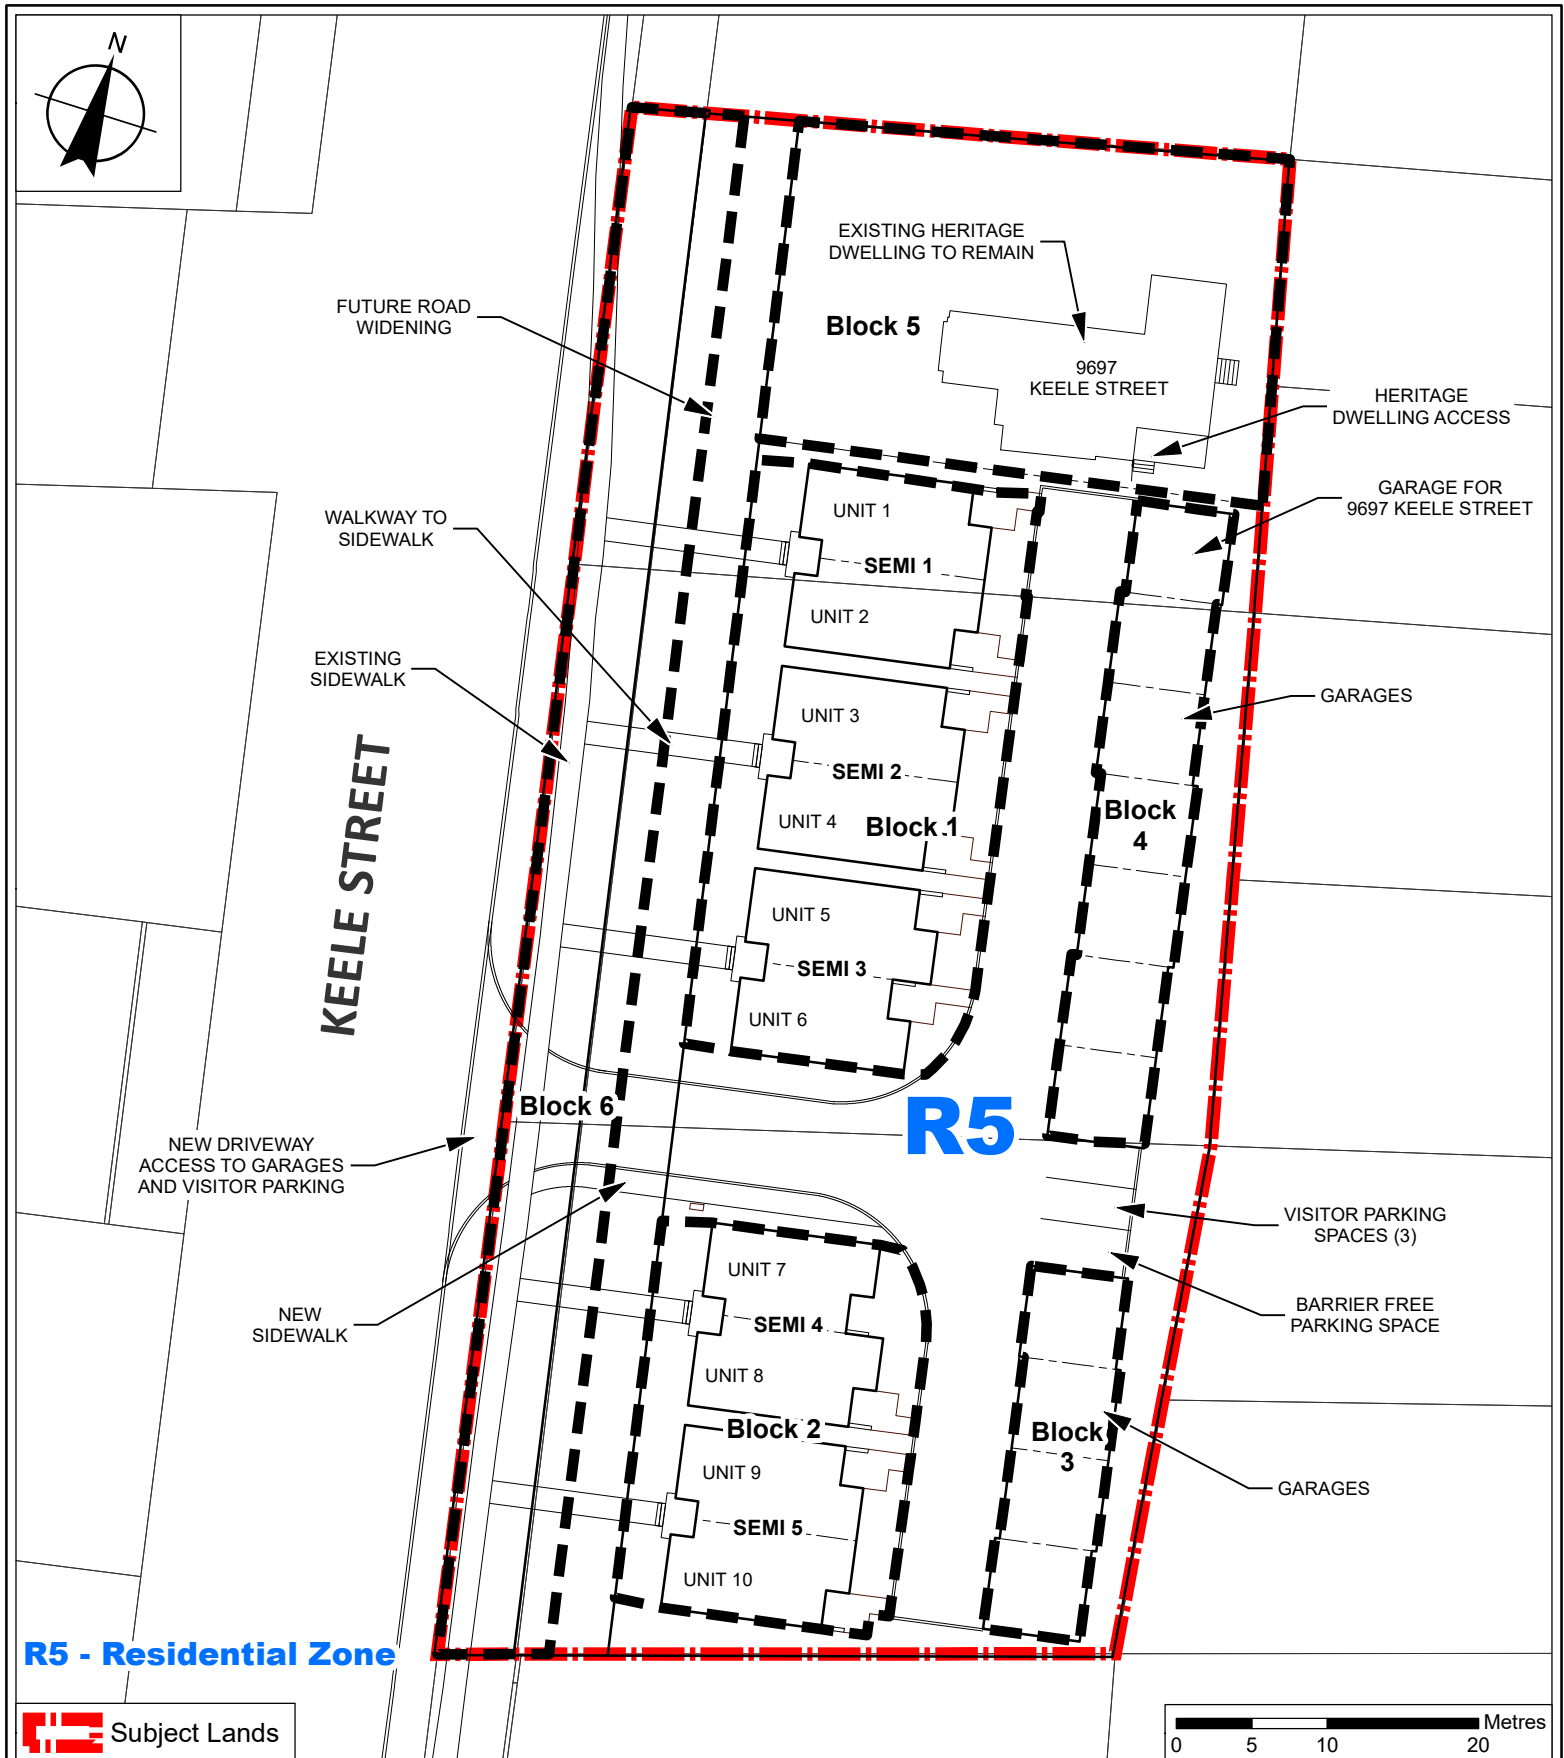 N
EXISTING HERITAGE
DWELLING TO REMAIN
FUTURE ROAD
WIDENING
Block 5
9697
KEELE STREET
HERITAGE
DWELLING ACCESS
GARAGE FOR
9697 KEELE STREET
WALKWAY TO
SIDEWALK
UNIT 1
SEMI 1
UNIT 2
EXISTING
SIDEWALK
GARAGES
UNIT 3
SEMI 2
UNIT 4
Block 1
Block
4
KEELE STREET
UNIT 5
SEMI 3
UNIT 6
Block 6
R5
NEW DRIVEWAY
ACCESS TO GARAGES
AND VISITOR PARKING
VISITOR PARKING
SPACES (3)
UNIT 7
SEMI 4
UNIT 8
NEW
SIDEWALK
BARRIER FREE
PARKING SPACE
Block 2
Block
3
UNIT 9
SEMI 5
UNIT 10
GARAGES
R5 - Residential Zone
Subject Lands
Metres
0 5 10 20